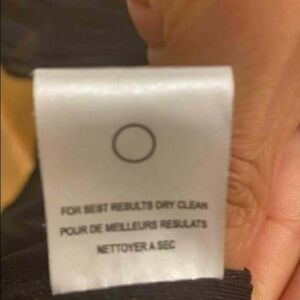 FOR BEST RESULTS DRY CLEAN
POUR DE MEILLEURS RESULATS
NETTOYER A SEC